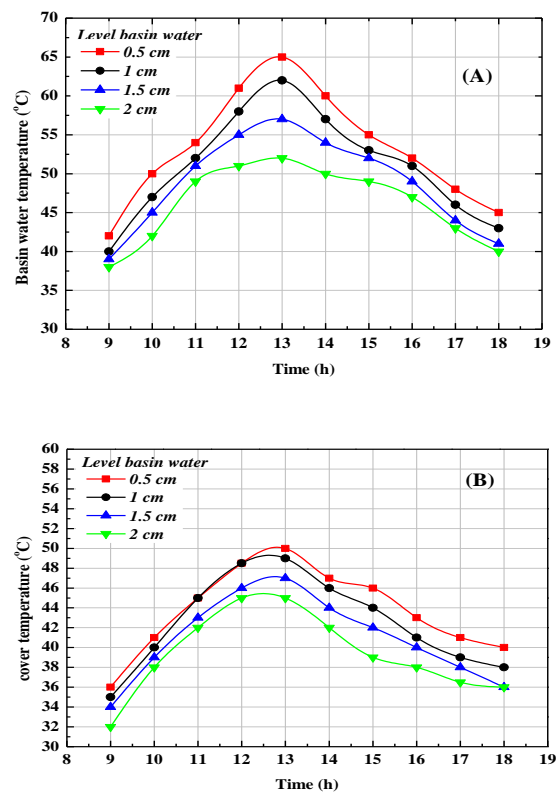 Level basin water
0.5 cm
1 cm
1.5 cm
2 cm
(A)
Basin water temperature (°C)
70
65
60
55
50
45
40
35
30
8 9 10 11 12 13 14 15 16 17 18 19
Time (h)
Level basin water
0.5 cm
1 cm
1.5 cm
2 cm
(B)
cover temperature (°C)
60
58
56
54
52
50
48
46
44
42
40
38
36
34
32
30
8 9 10 11 12 13 14 15 16 17 18 19
Time (h)